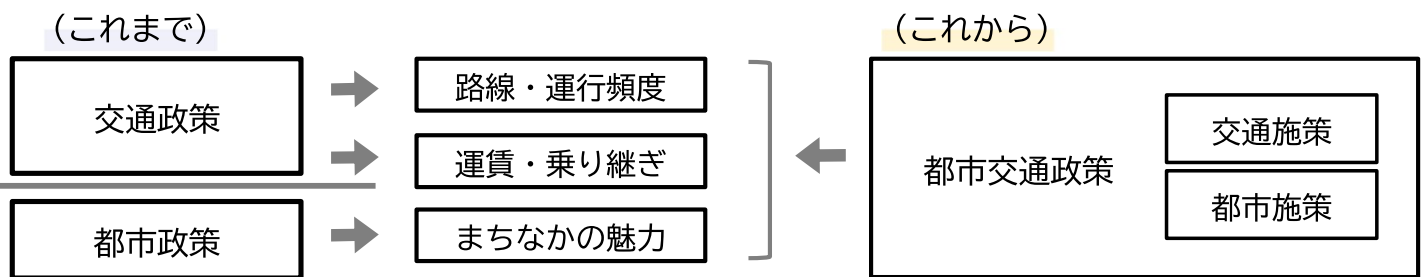 （これまで）
交通政策
都市政策
路線・運行頻度
運賃・乗り継ぎ
まちなかの魅力
（これから）
都市交通政策
交通施策
都市施策